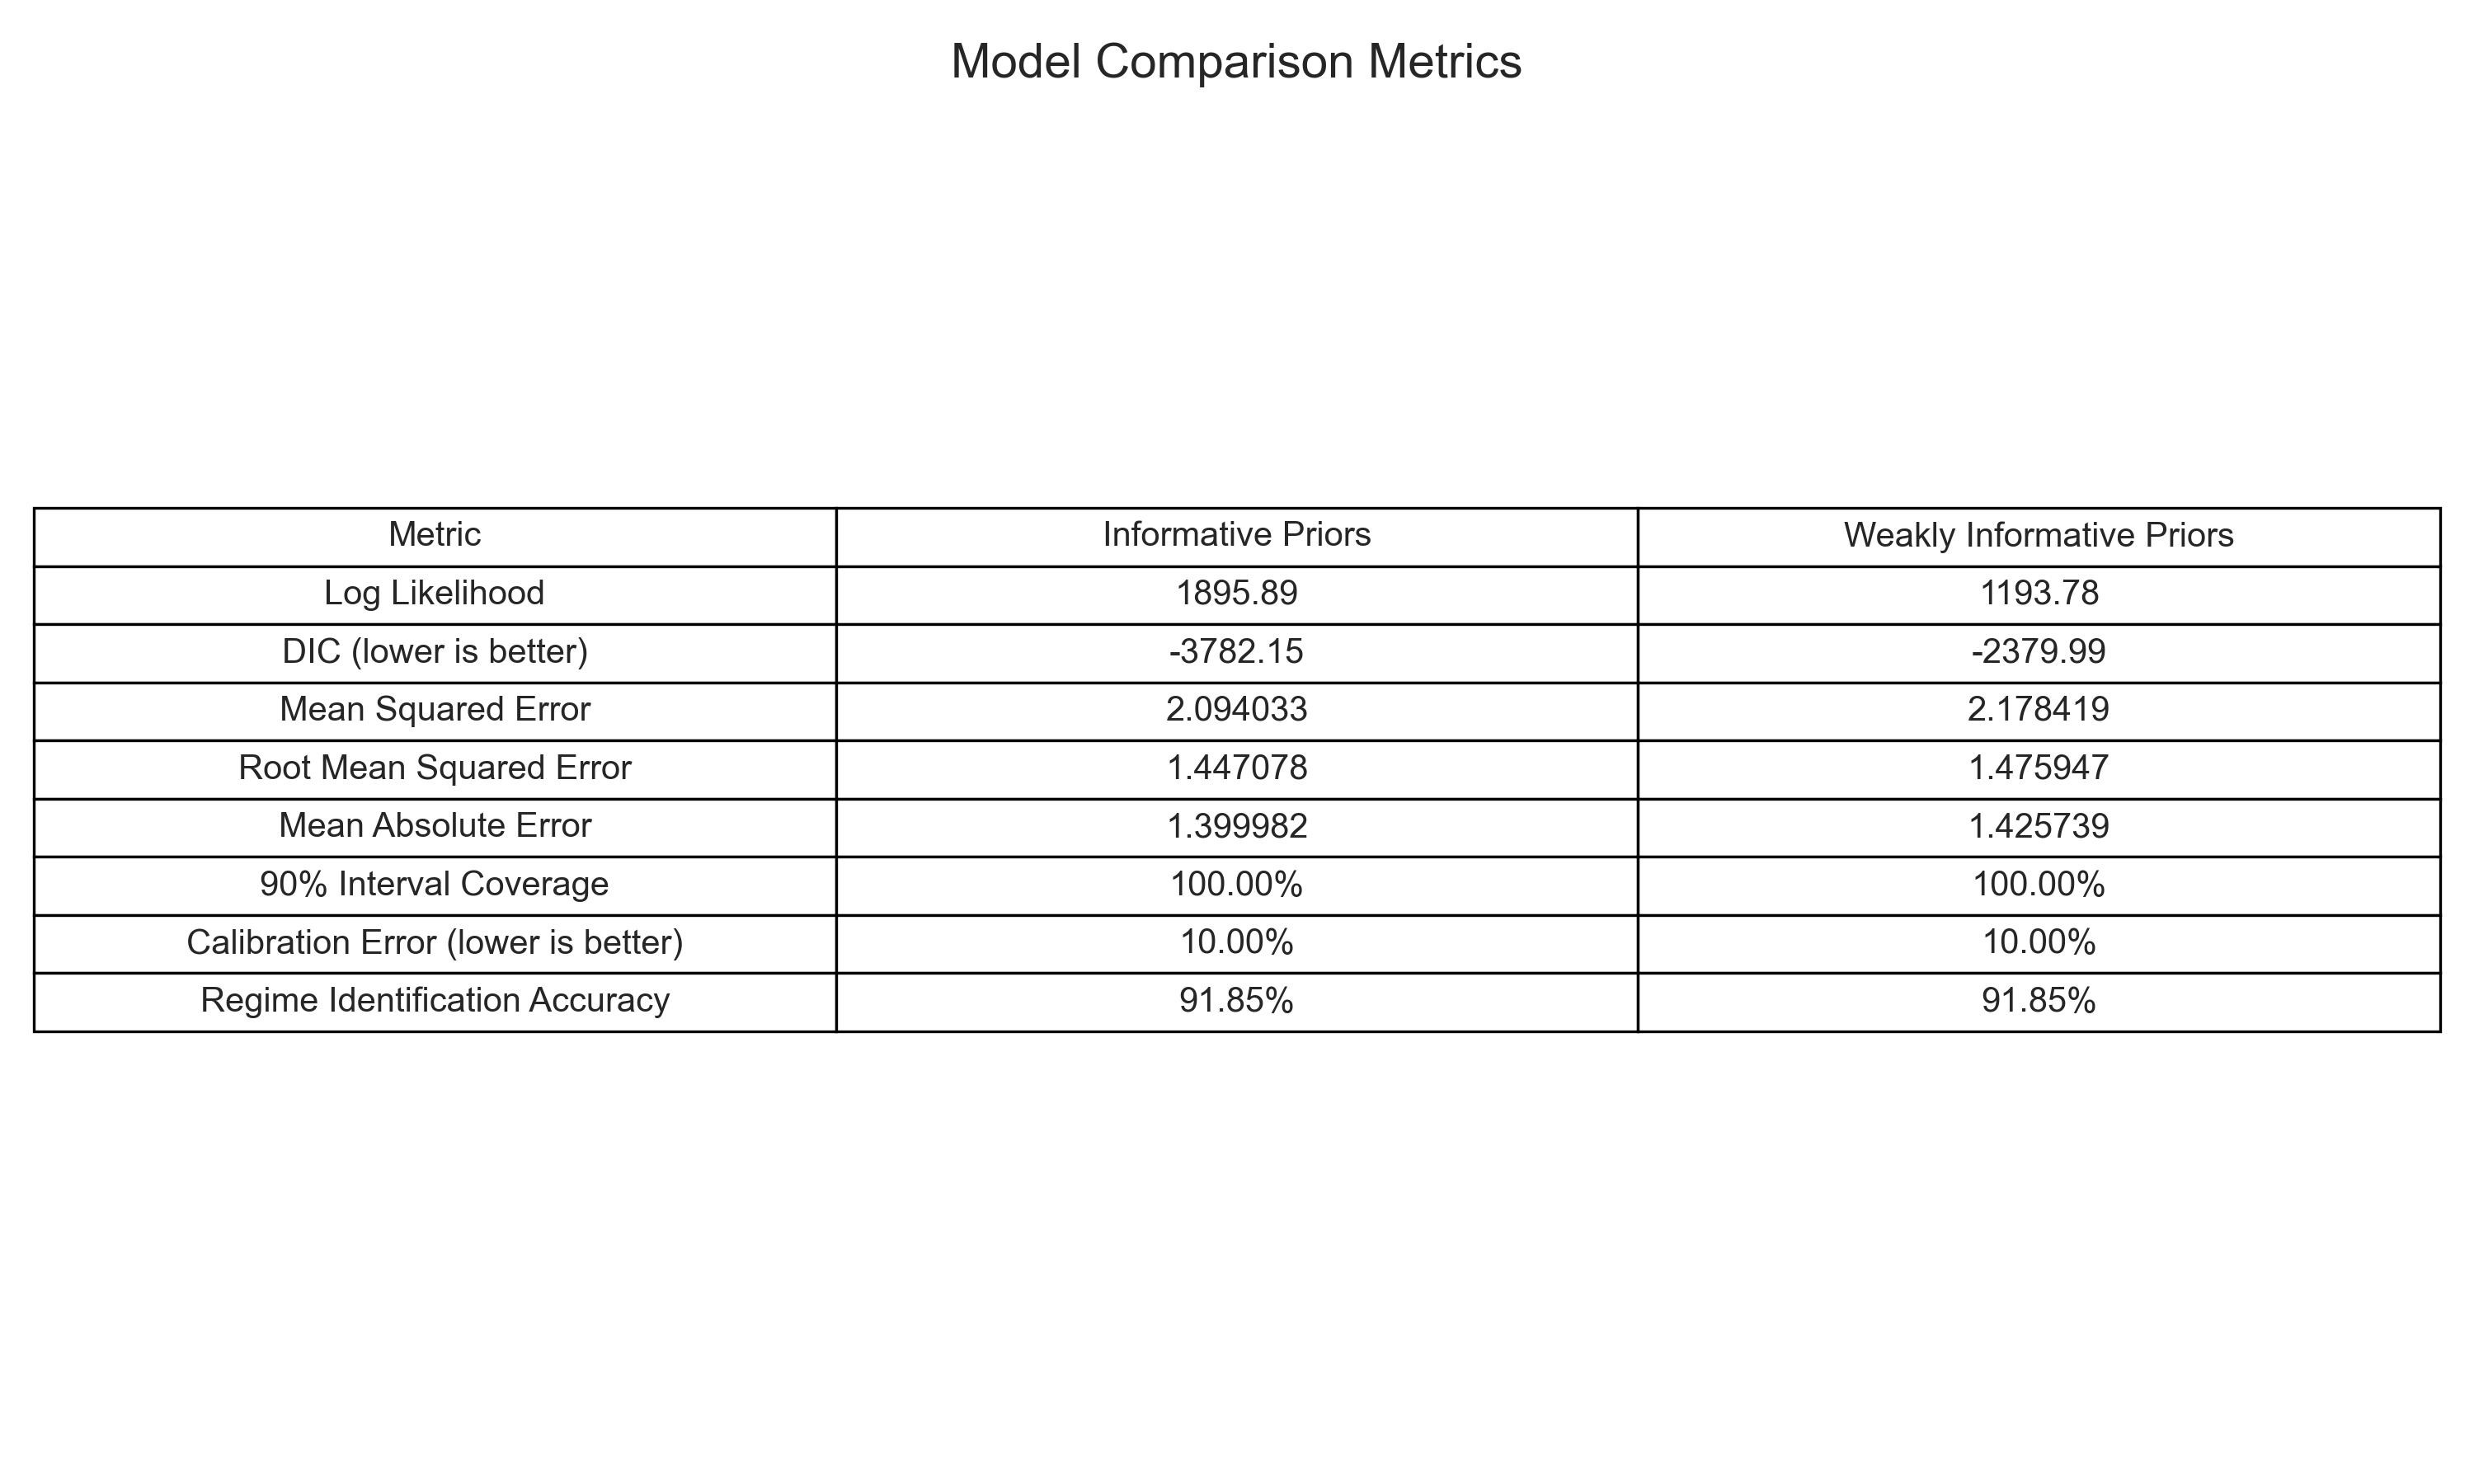 Model Comparison Metrics
Metric Informative Priors Weakly Informative Priors
Log Likelihood 1895.89 1193.78
DIC (lower is better) -3782.15 -2379.99
Mean Squared Error 2.094033 2.178419
Root Mean Squared Error 1.447078 1.475947
Mean Absolute Error 1.399982 1.425739
90% Interval Coverage 100.00% 100.00%
Calibration Error (lower is better) 10.00% 10.00%
Regime Identification Accuracy 91.85% 91.85%